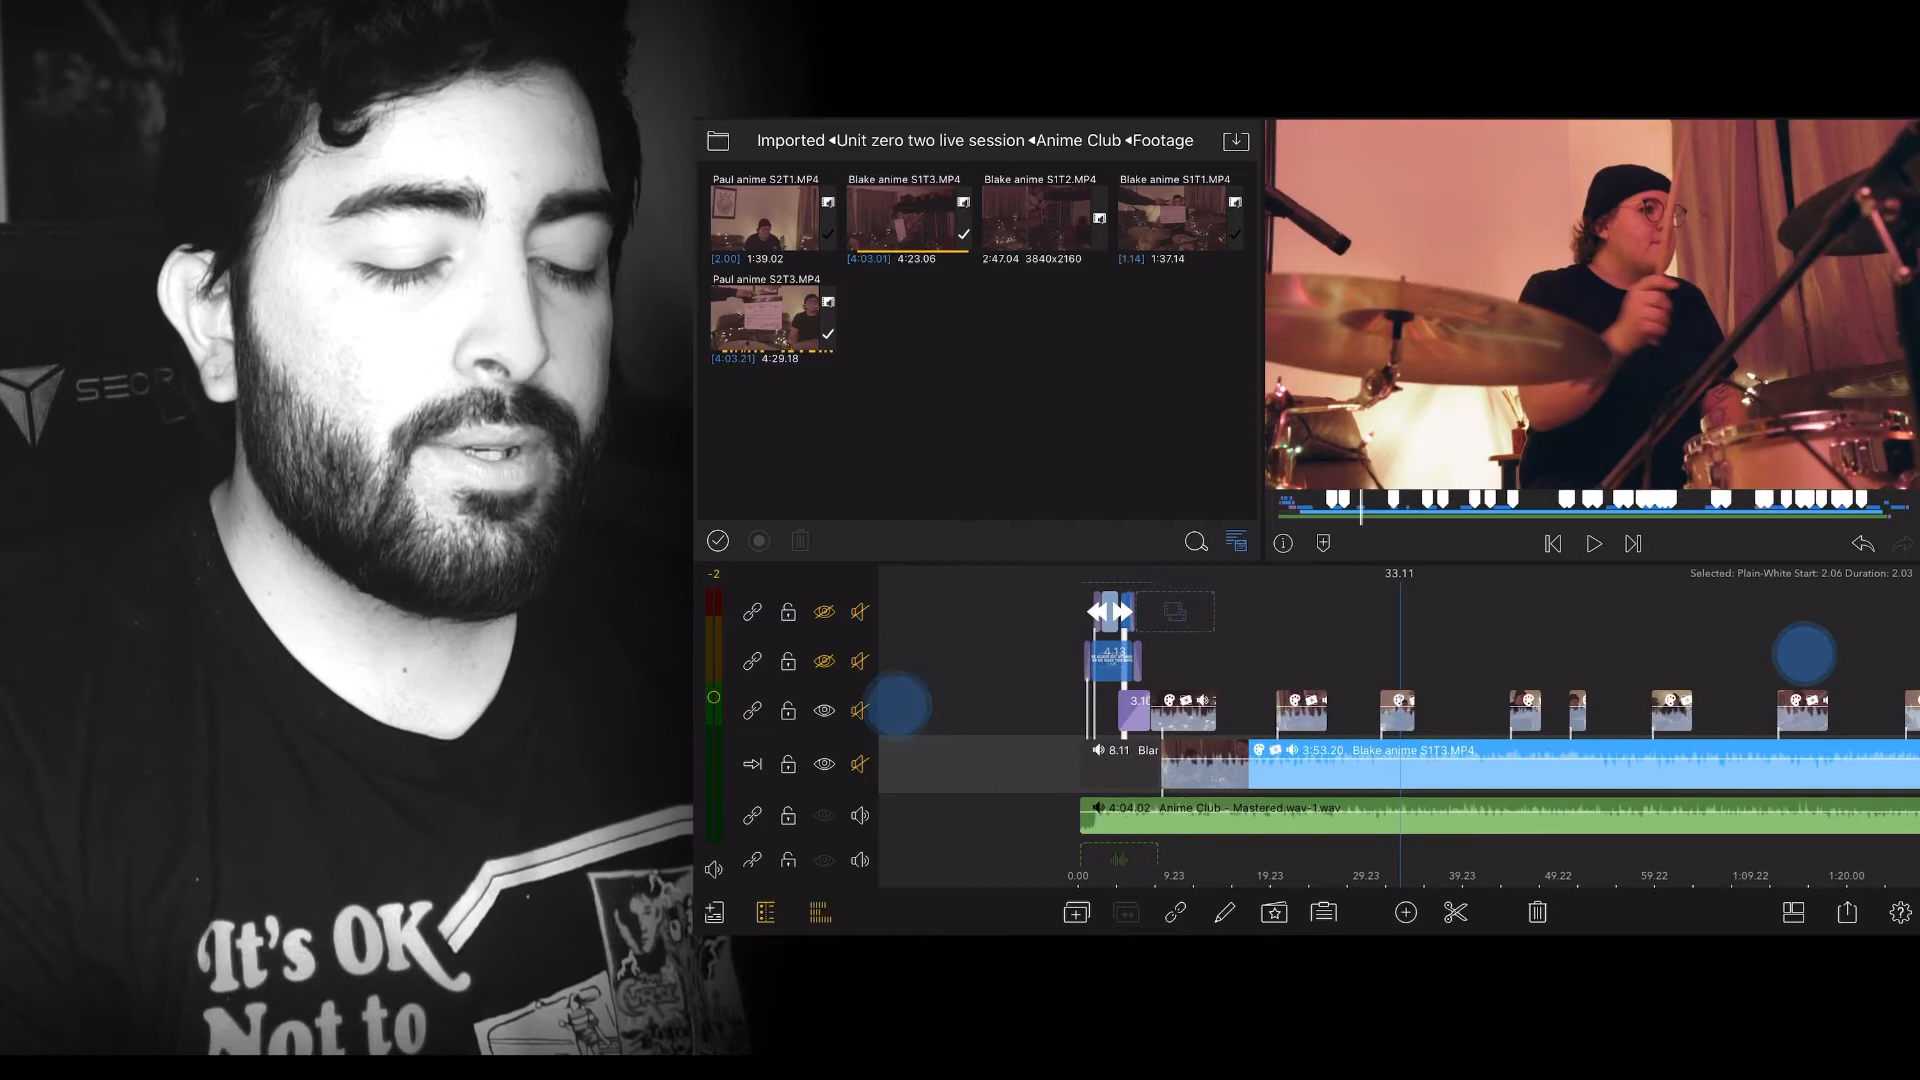 Imported ◂Unit zero two live session ◂Anime Club ◂Footage
Paul anime S2T1.MP4
Blake anime S1T3.MP4
Blake anime S1T2.MP4
Blake anime S1T1.MP4
[2.00] 1:39.02
[4:03.01] 4:23.06
2:47.04 3840x2160
[1.14] 1:37.14
Paul anime S2T3.MP4
[4:03.21] 4:29.18
-2
33.11
Selected: Plain-White Start: 2.06 Duration: 2.03
4.13
3.10
8.11 Blar
3:53.20 Blake anime S1T3.MP4
4:04.02 Anime Club - Mastered.wav-1.wav
0.00 9.23 19.23 29.23 39.23 49.22 59.22 1:09.22 1:20.00
It's OK
Not to